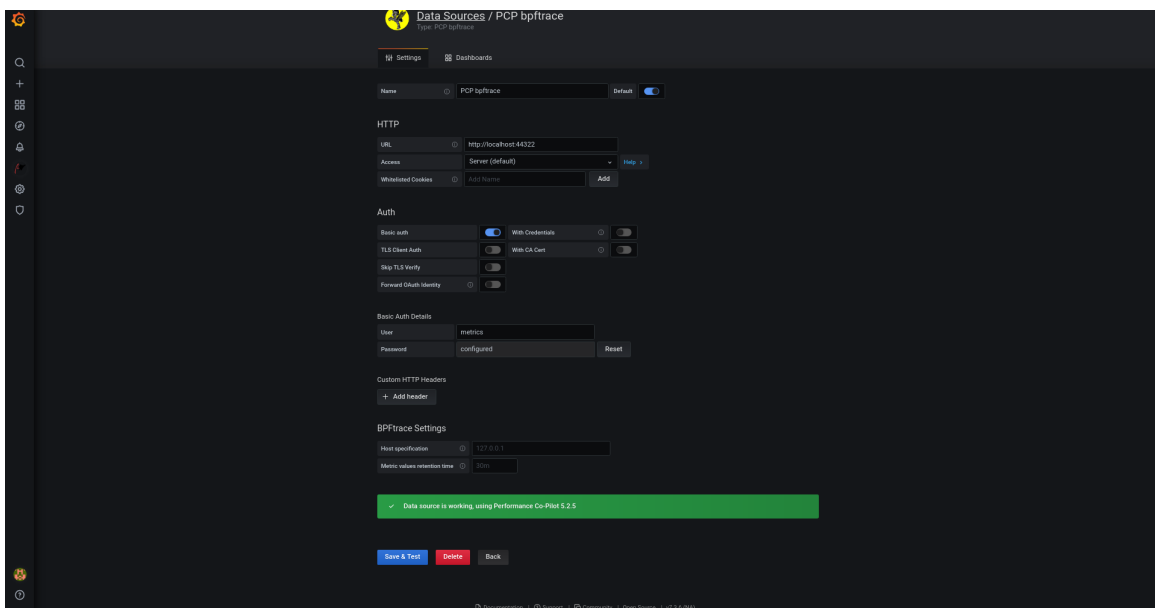 Data Sources / PCP bpftrace
Type: PCP bpftrace
Settings Dashboards
Name PCP bpftrace Default
HTTP
URL http://localhost:44322
Access Server (default) Help ›
Whitelisted Cookies Add Name Add
Auth
Basic auth With Credentials
TLS Client Auth With CA Cert
Skip TLS Verify
Forward OAuth Identity
Basic Auth Details
User metrics
Password configured Reset
Custom HTTP Headers
+ Add header
BPFtrace Settings
Host specification 127.0.0.1
Metric values retention time 30m
Data source is working, using Performance Co-Pilot 5.2.5
Save & Test Delete Back
Documentation | Support | Community | Open Source |